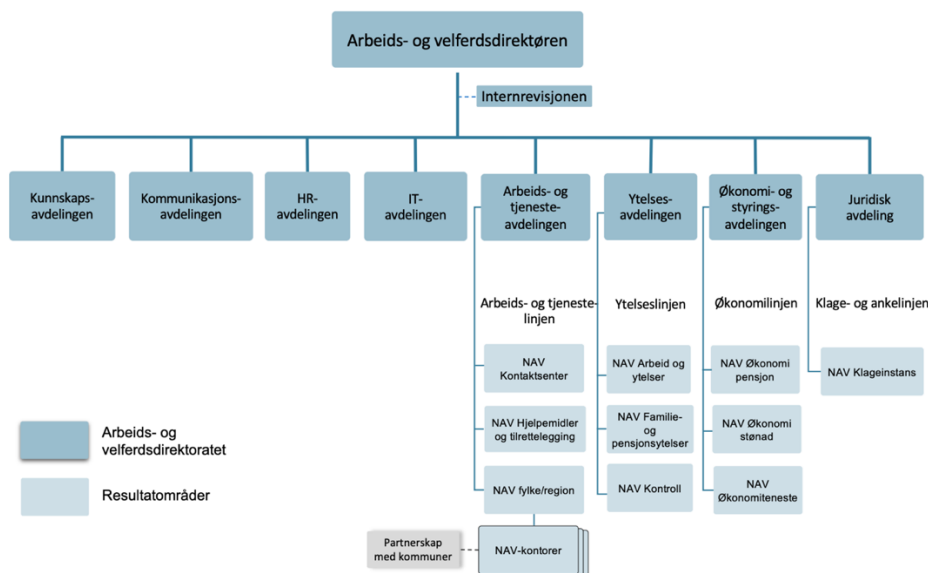 Arbeids- og velferdsdirektøren
Internrevisjonen
Kunnskaps-
avdelingen
Kommunikasjons-
avdelingen
HR-
avdelingen
IT-
avdelingen
Arbeids- og
tjeneste-
avdelingen
Ytelses-
avdelingen
Økonomi- og
styrings-
avdelingen
Juridisk
avdeling
Arbeids- og tjeneste-
linjen
Ytelseslinjen
Økonomilinjen
Klage- og ankelinjen
NAV
Kontaktsenter
NAV Arbeid og
ytelser
NAV Økonomi
pensjon
NAV Klageinstans
NAV Hjelpemidler
og tilrettelegging
NAV Familie-
og
pensjonsytelser
NAV Økonomi
stønad
NAV fylke/region
NAV Kontroll
NAV
Økonomiteneste
Partnerskap
med kommuner
NAV-kontorer
Arbeids- og
velferdsdirektoratet
Resultatområder